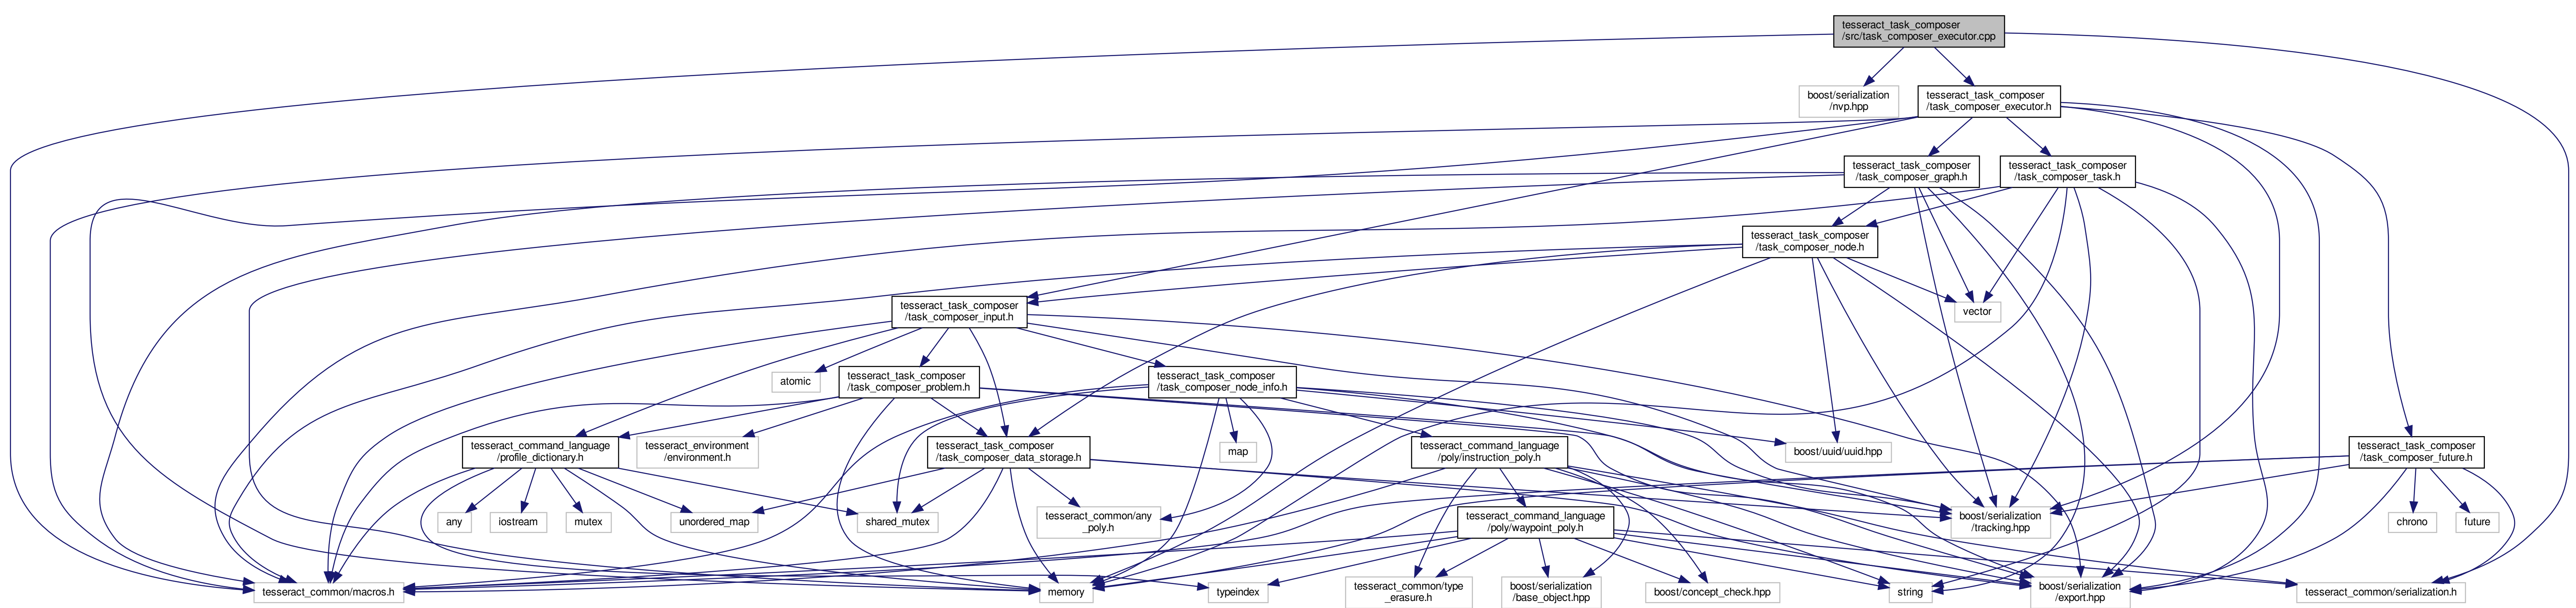 tesseract_task_composer
/src/task_composer_executor.cpp
boost/serialization
/nvp.hpp
tesseract_task_composer
/task_composer_executor.h
tesseract_task_composer
/task_composer_graph.h
tesseract_task_composer
/task_composer_task.h
tesseract_task_composer
/task_composer_node.h
tesseract_task_composer
/task_composer_input.h
vector
atomic
tesseract_task_composer
/task_composer_problem.h
tesseract_task_composer
/task_composer_node_info.h
tesseract_command_language
/profile_dictionary.h
tesseract_environment
/environment.h
tesseract_task_composer
/task_composer_data_storage.h
map
tesseract_command_language
/poly/instruction_poly.h
boost/uuid/uuid.hpp
tesseract_task_composer
/task_composer_future.h
any
iostream
mutex
unordered_map
shared_mutex
tesseract_common/any
_poly.h
tesseract_command_language
/poly/waypoint_poly.h
boost/serialization
/tracking.hpp
chrono
future
tesseract_common/macros.h
memory
typeindex
tesseract_common/type
_erasure.h
boost/serialization
/base_object.hpp
boost/concept_check.hpp
string
boost/serialization
/export.hpp
tesseract_common/serialization.h